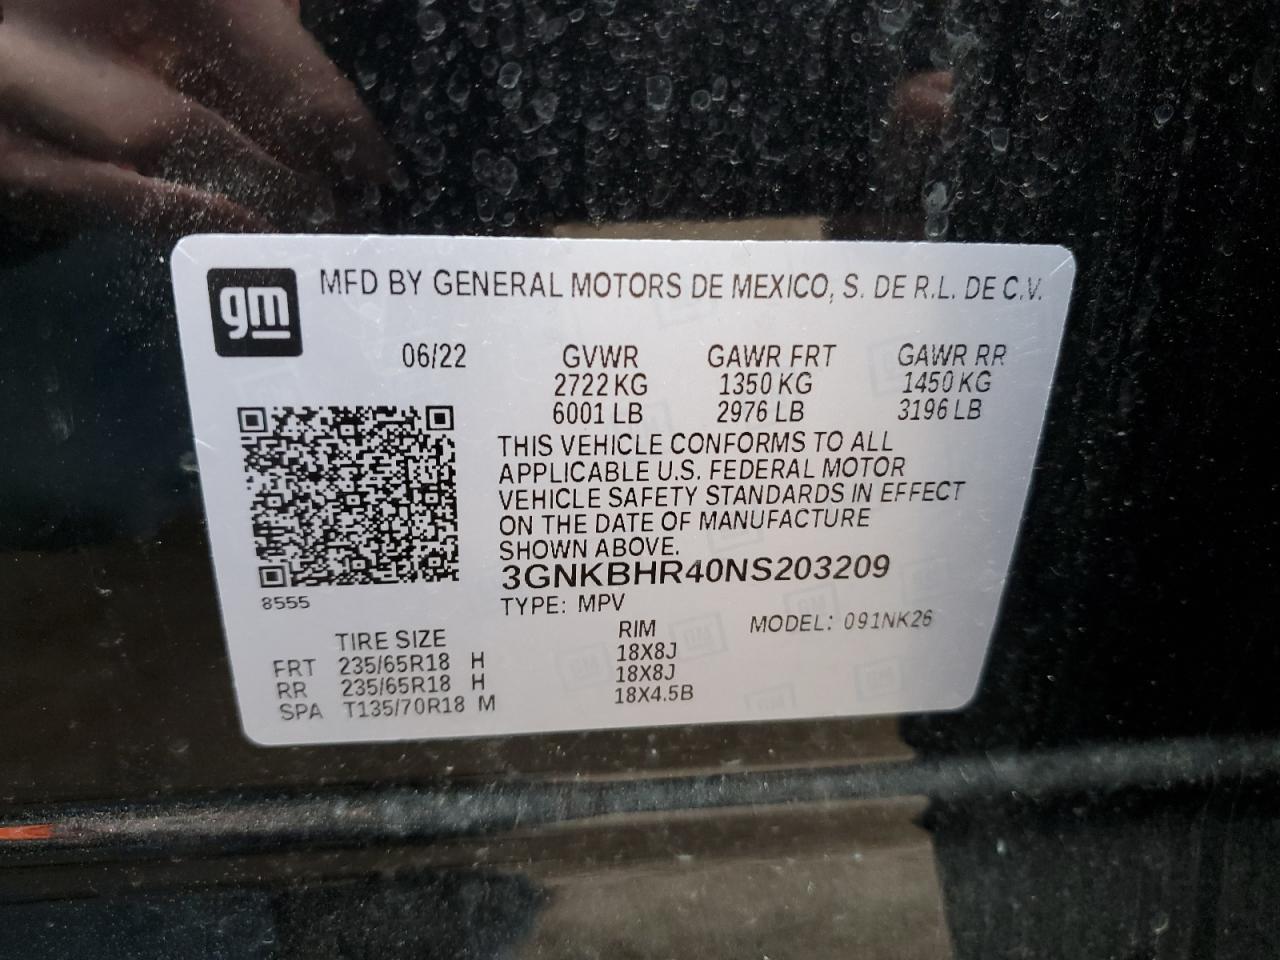 gm
MFD BY GENERAL MOTORS DE MEXICO, S. DE R.L. DE C.V.
06/22 GVWR GAWR FRT GAWR RR
2722 KG 1350 KG 1450 KG
6001 LB 2976 LB 3196 LB
THIS VEHICLE CONFORMS TO ALL
APPLICABLE U.S. FEDERAL MOTOR
VEHICLE SAFETY STANDARDS IN EFFECT
ON THE DATE OF MANUFACTURE
SHOWN ABOVE.
3GNKBHR40NS203209
8555
TYPE: MPV MODEL: 091NK26
TIRE SIZE RIM
FRT 235/65R18 H 18X8J
RR 235/65R18 H 18X8J
SPA T135/70R18 M 18X4.5B